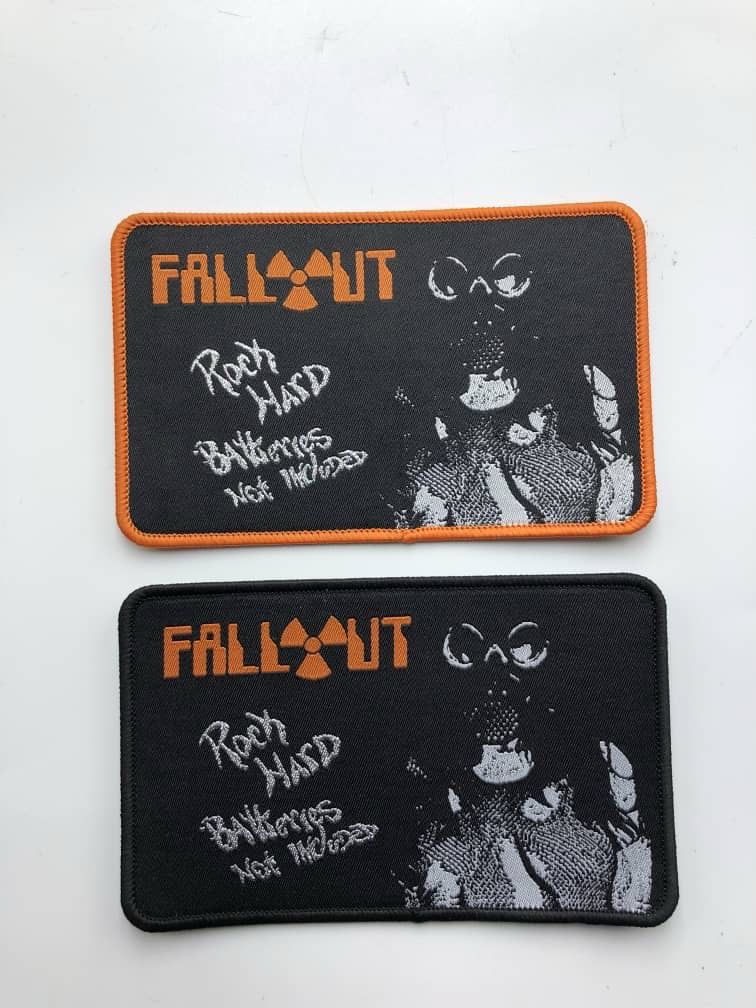 FALLOUT
Rock
HARD
BAtteries
Not INCLUDED
FALLOUT
Rock
HARD
BAtteries
Not INCLUDED